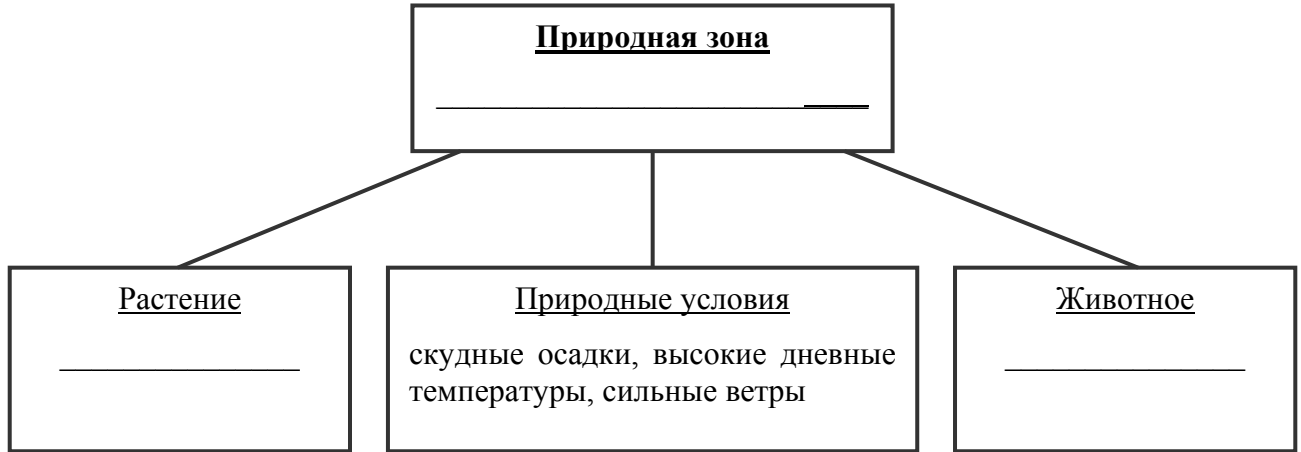 Природная зона
Растение
Природные условия
скудные осадки, высокие дневные
температуры, сильные ветры
Животное